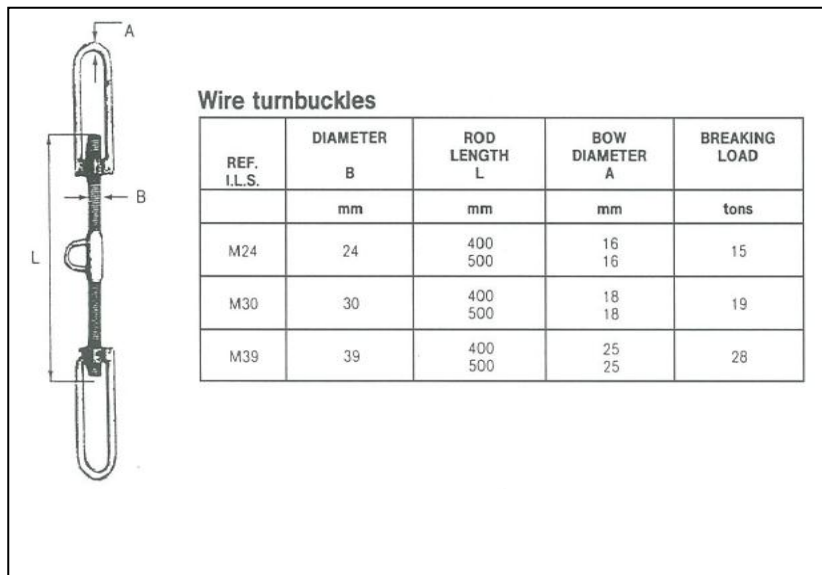 A
B
L
Wire turnbuckles
REF.
I.L.S.
DIAMETER
B
ROD
LENGTH
L
BOW
DIAMETER
A
BREAKING
LOAD
mm mm mm tons
M24 24 400 500 16 16 15
M30 30 400 500 18 18 19
M39 39 400 500 25 25 28